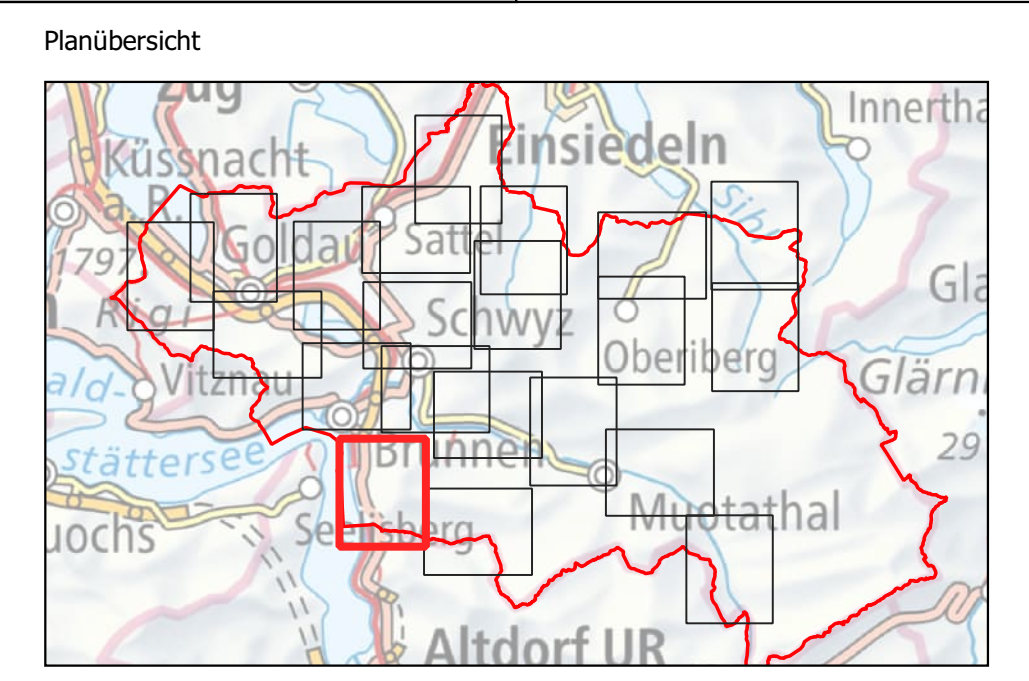 Planübersicht
Zug
Innertha
Einsiedeln
Küssnacht
a. R.
Sihl
Goldau
Sattel
1797
Rigi
Gla
Schwyz
Oberiberg
Glärni
ald-
Vitznau
29
stättersee
Brunnen
Muotathal
uochs
Seelisberg
Altdorf UR